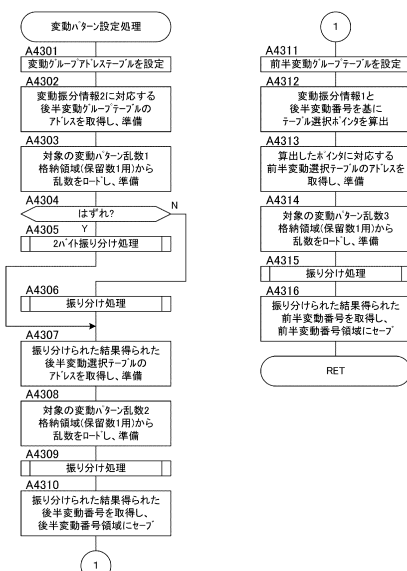 変動パターン設定処理
A4301
変動グループアドレステーブルを設定
A4302
変動振分情報2に対応する
後半変動グループテーブルの
アドレスを取得し、準備
A4303
対象の変動パターン乱数1
格納領域(保留数1用)から
乱数をロードし、準備
A4304
はずれ?
N
Y
A4305
2バイト振り分け処理
A4306
振り分け処理
A4307
振り分けられた結果得られた
後半変動選択テーブルの
アドレスを取得し、準備
A4308
対象の変動パターン乱数2
格納領域(保留数1用)から
乱数をロードし、準備
A4309
振り分け処理
A4310
振り分けられた結果得られた
後半変動番号を取得し、
後半変動番号領域にセーブ
1
1
A4311
前半変動グループテーブルを設定
A4312
変動振分情報1と
後半変動番号を基に
テーブル選択ポインタを算出
A4313
算出したポインタに対応する
前半変動選択テーブルのアドレスを
取得し、準備
A4314
対象の変動パターン乱数3
格納領域(保留数1用)から
乱数をロードし、準備
A4315
振り分け処理
A4316
振り分けられた結果得られた
前半変動番号を取得し、
前半変動番号領域にセーブ
RET